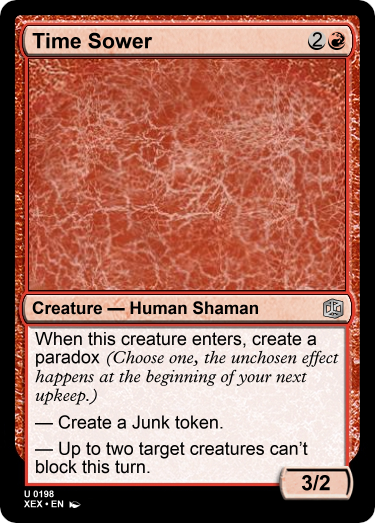 Time Sower 2
Creature — Human Shaman
When this creature enters, create a
paradox (Choose one, the unchosen effect
happens at the beginning of your next
upkeep.)
— Create a Junk token.
— Up to two target creatures can't
block this turn.
3/2
U 0198
XEX • EN